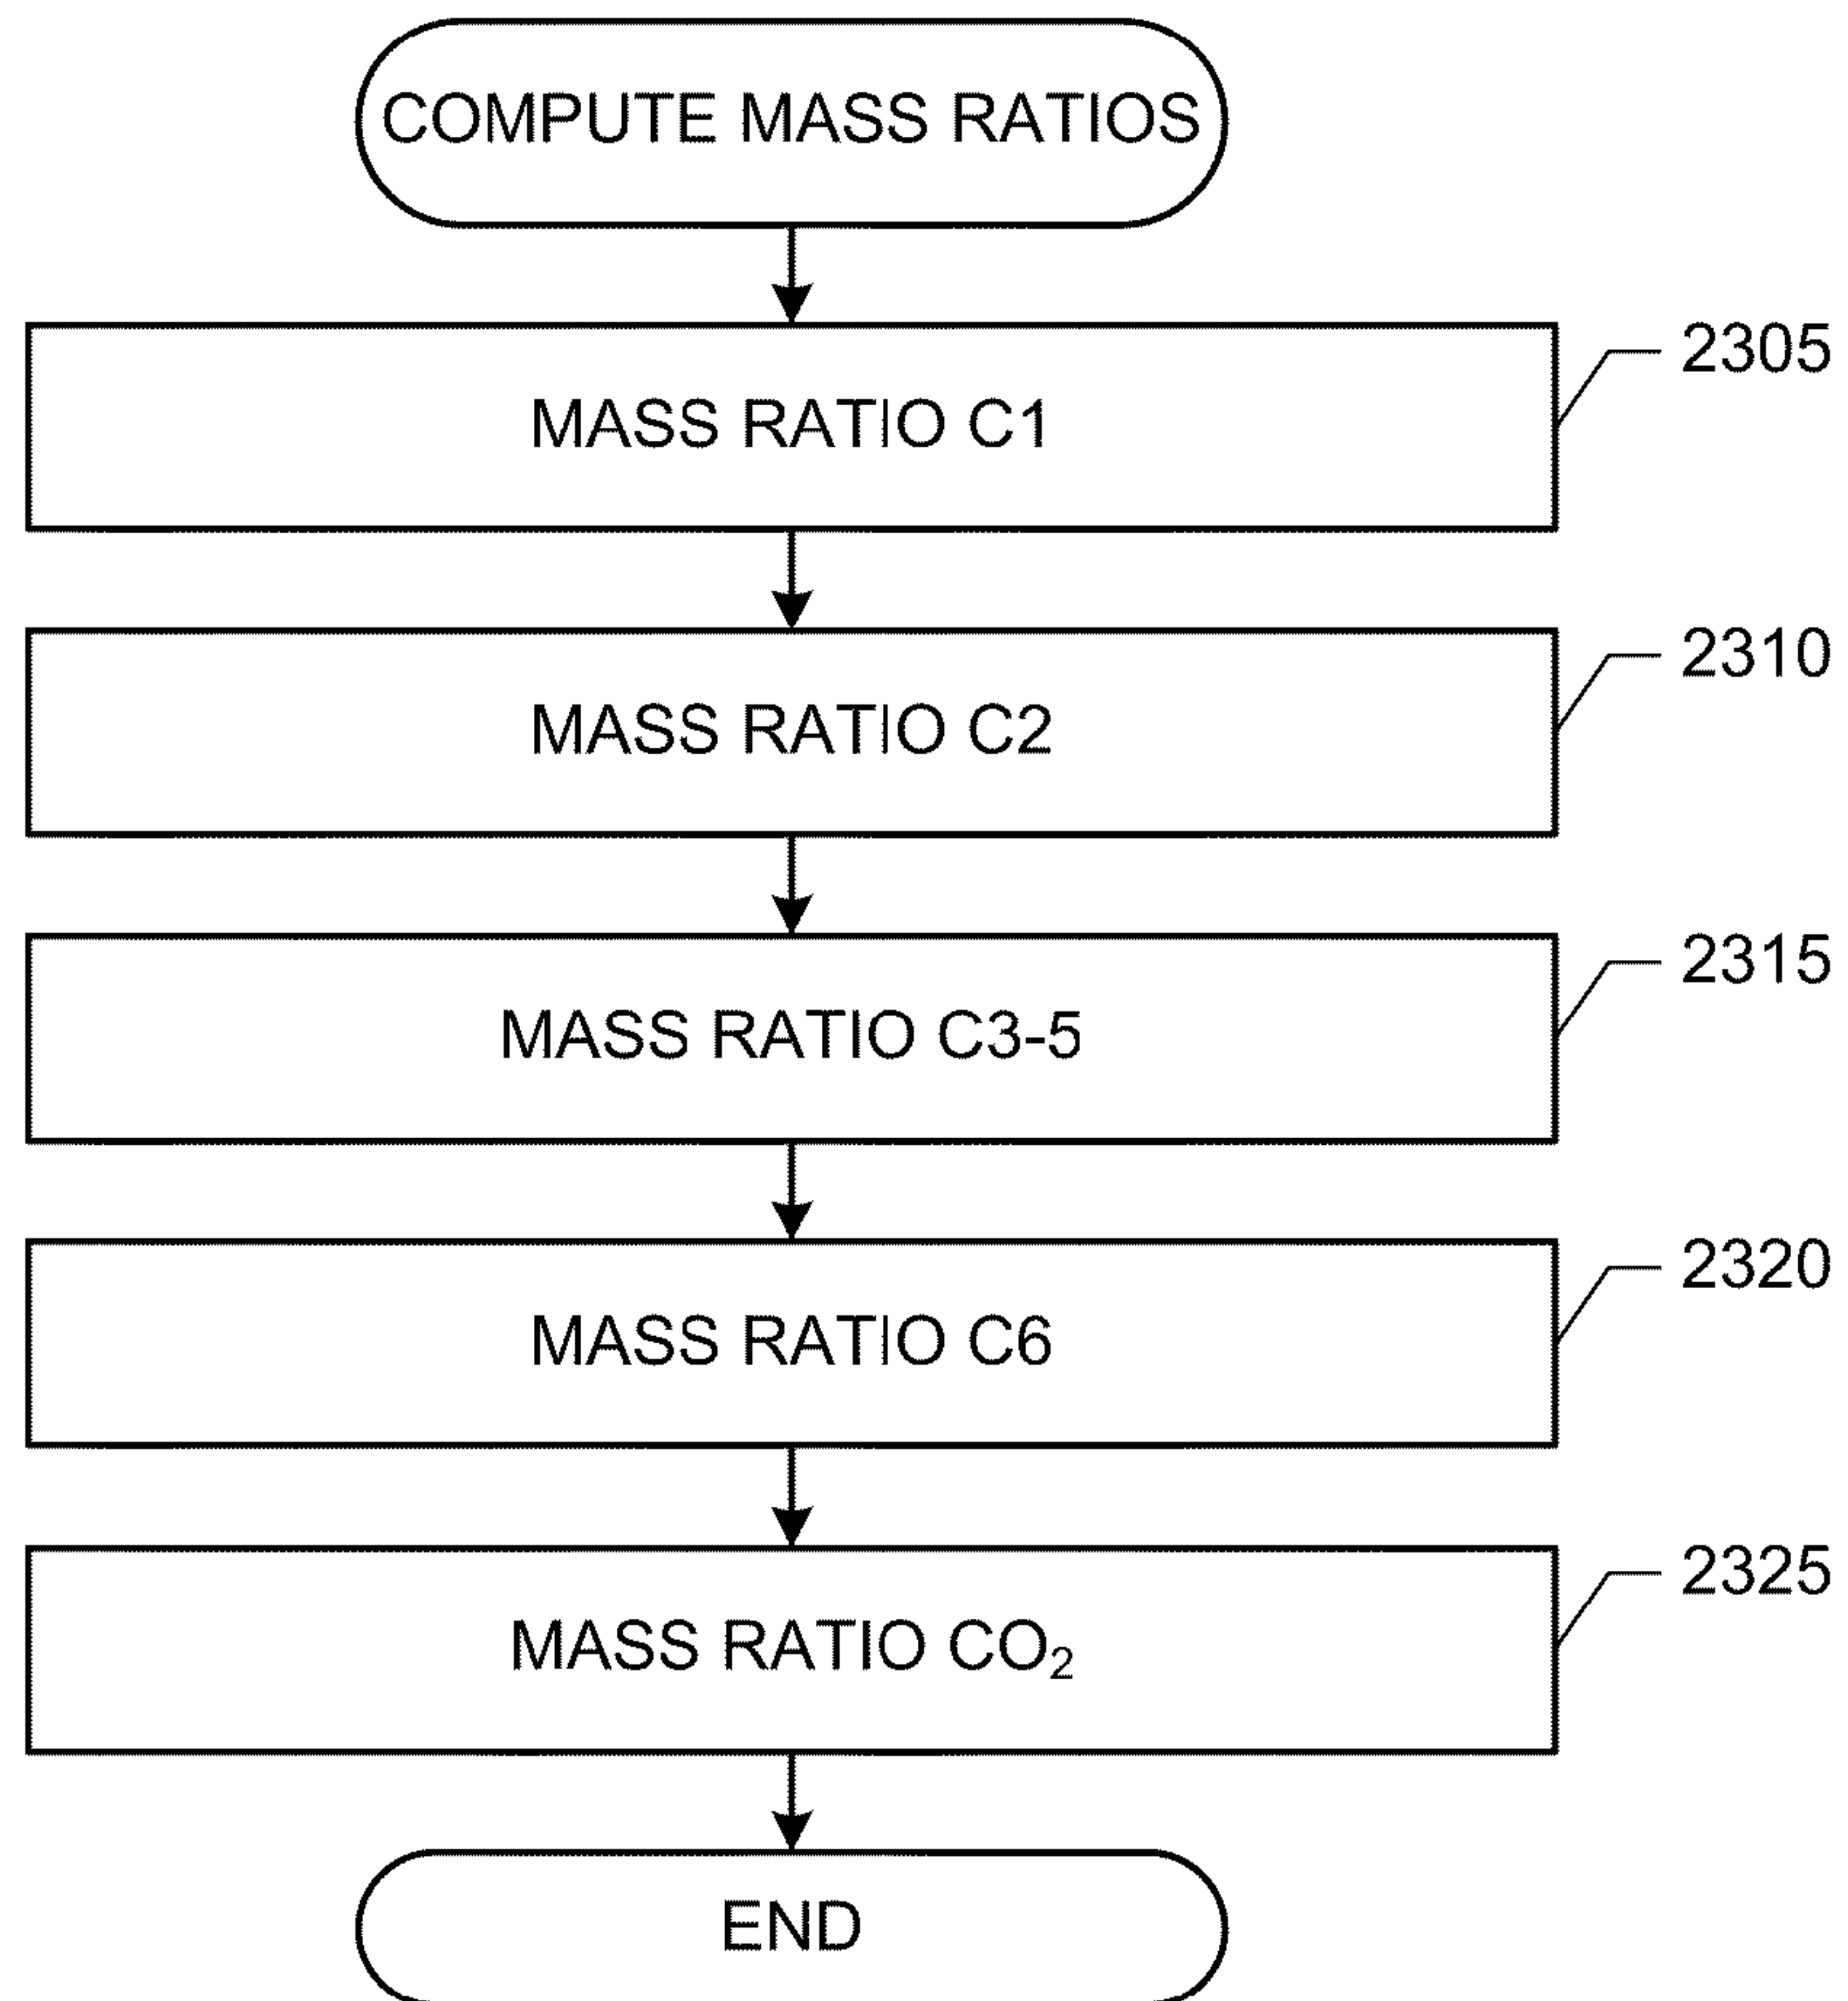 COMPUTE MASS RATIOS
2305
MASS RATIO C1
2310
MASS RATIO C2
2315
MASS RATIO C3-5
2320
MASS RATIO C6
2325
MASS RATIO CO₂
END